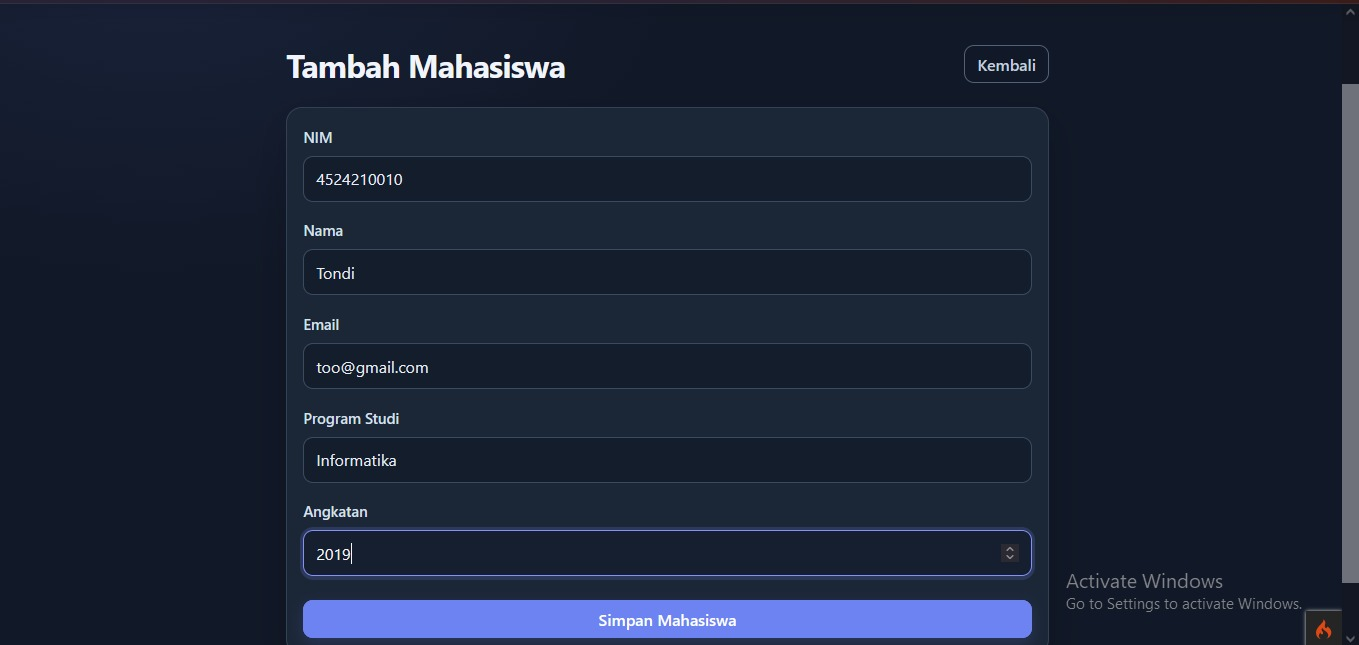 Tambah Mahasiswa
Kembali
NIM
4524210010
Nama
Tondi
Email
too@gmail.com
Program Studi
Informatika
Angkatan
2019
Simpan Mahasiswa
Activate Windows
Go to Settings to activate Windows.